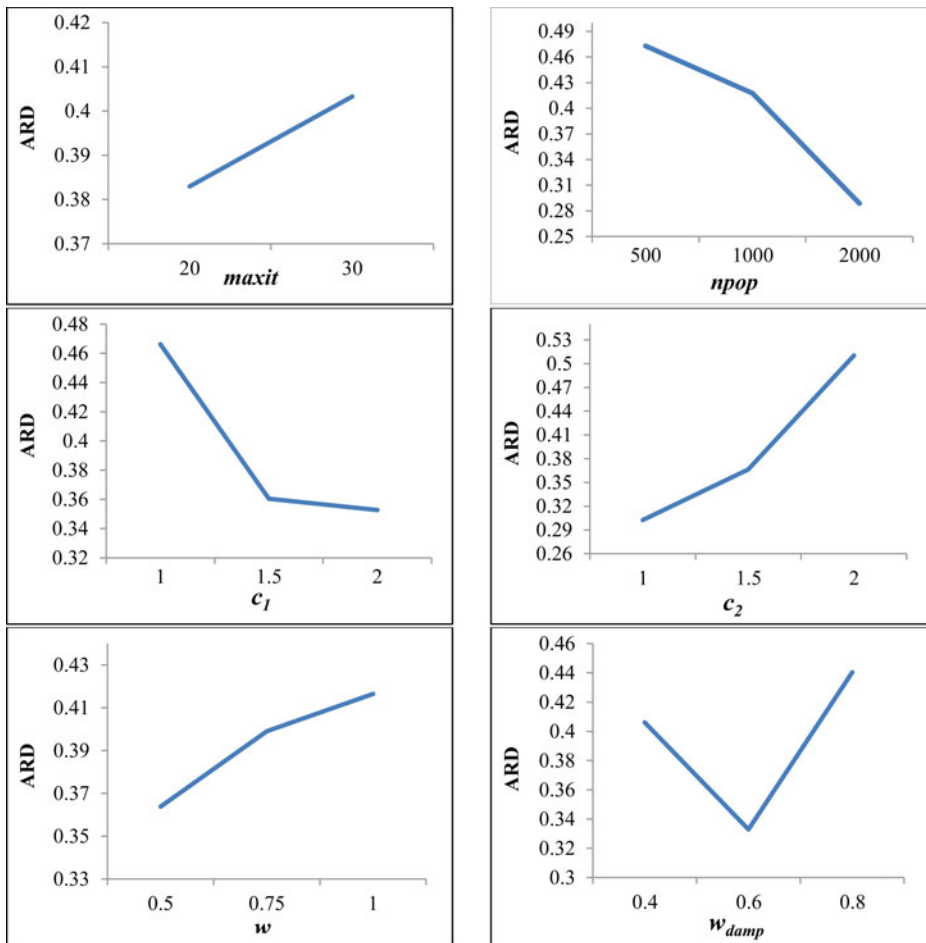 0.42
0.41
0.4
0.39
0.38
0.37
ARD
20 30
maxit
0.49
0.46
0.43
0.4
0.37
0.34
0.31
0.28
0.25
ARD
500 1000 2000
npop
0.48
0.46
0.44
0.42
0.4
0.38
0.36
0.34
0.32
ARD
1 1.5 2
c1
0.53
0.5
0.47
0.44
0.41
0.38
0.35
0.32
0.29
0.26
ARD
1 1.5 2
c2
0.43
0.41
0.39
0.37
0.35
0.33
ARD
0.5 0.75 1
w
0.46
0.44
0.42
0.4
0.38
0.36
0.34
0.32
0.3
ARD
0.4 0.6 0.8
wdamp